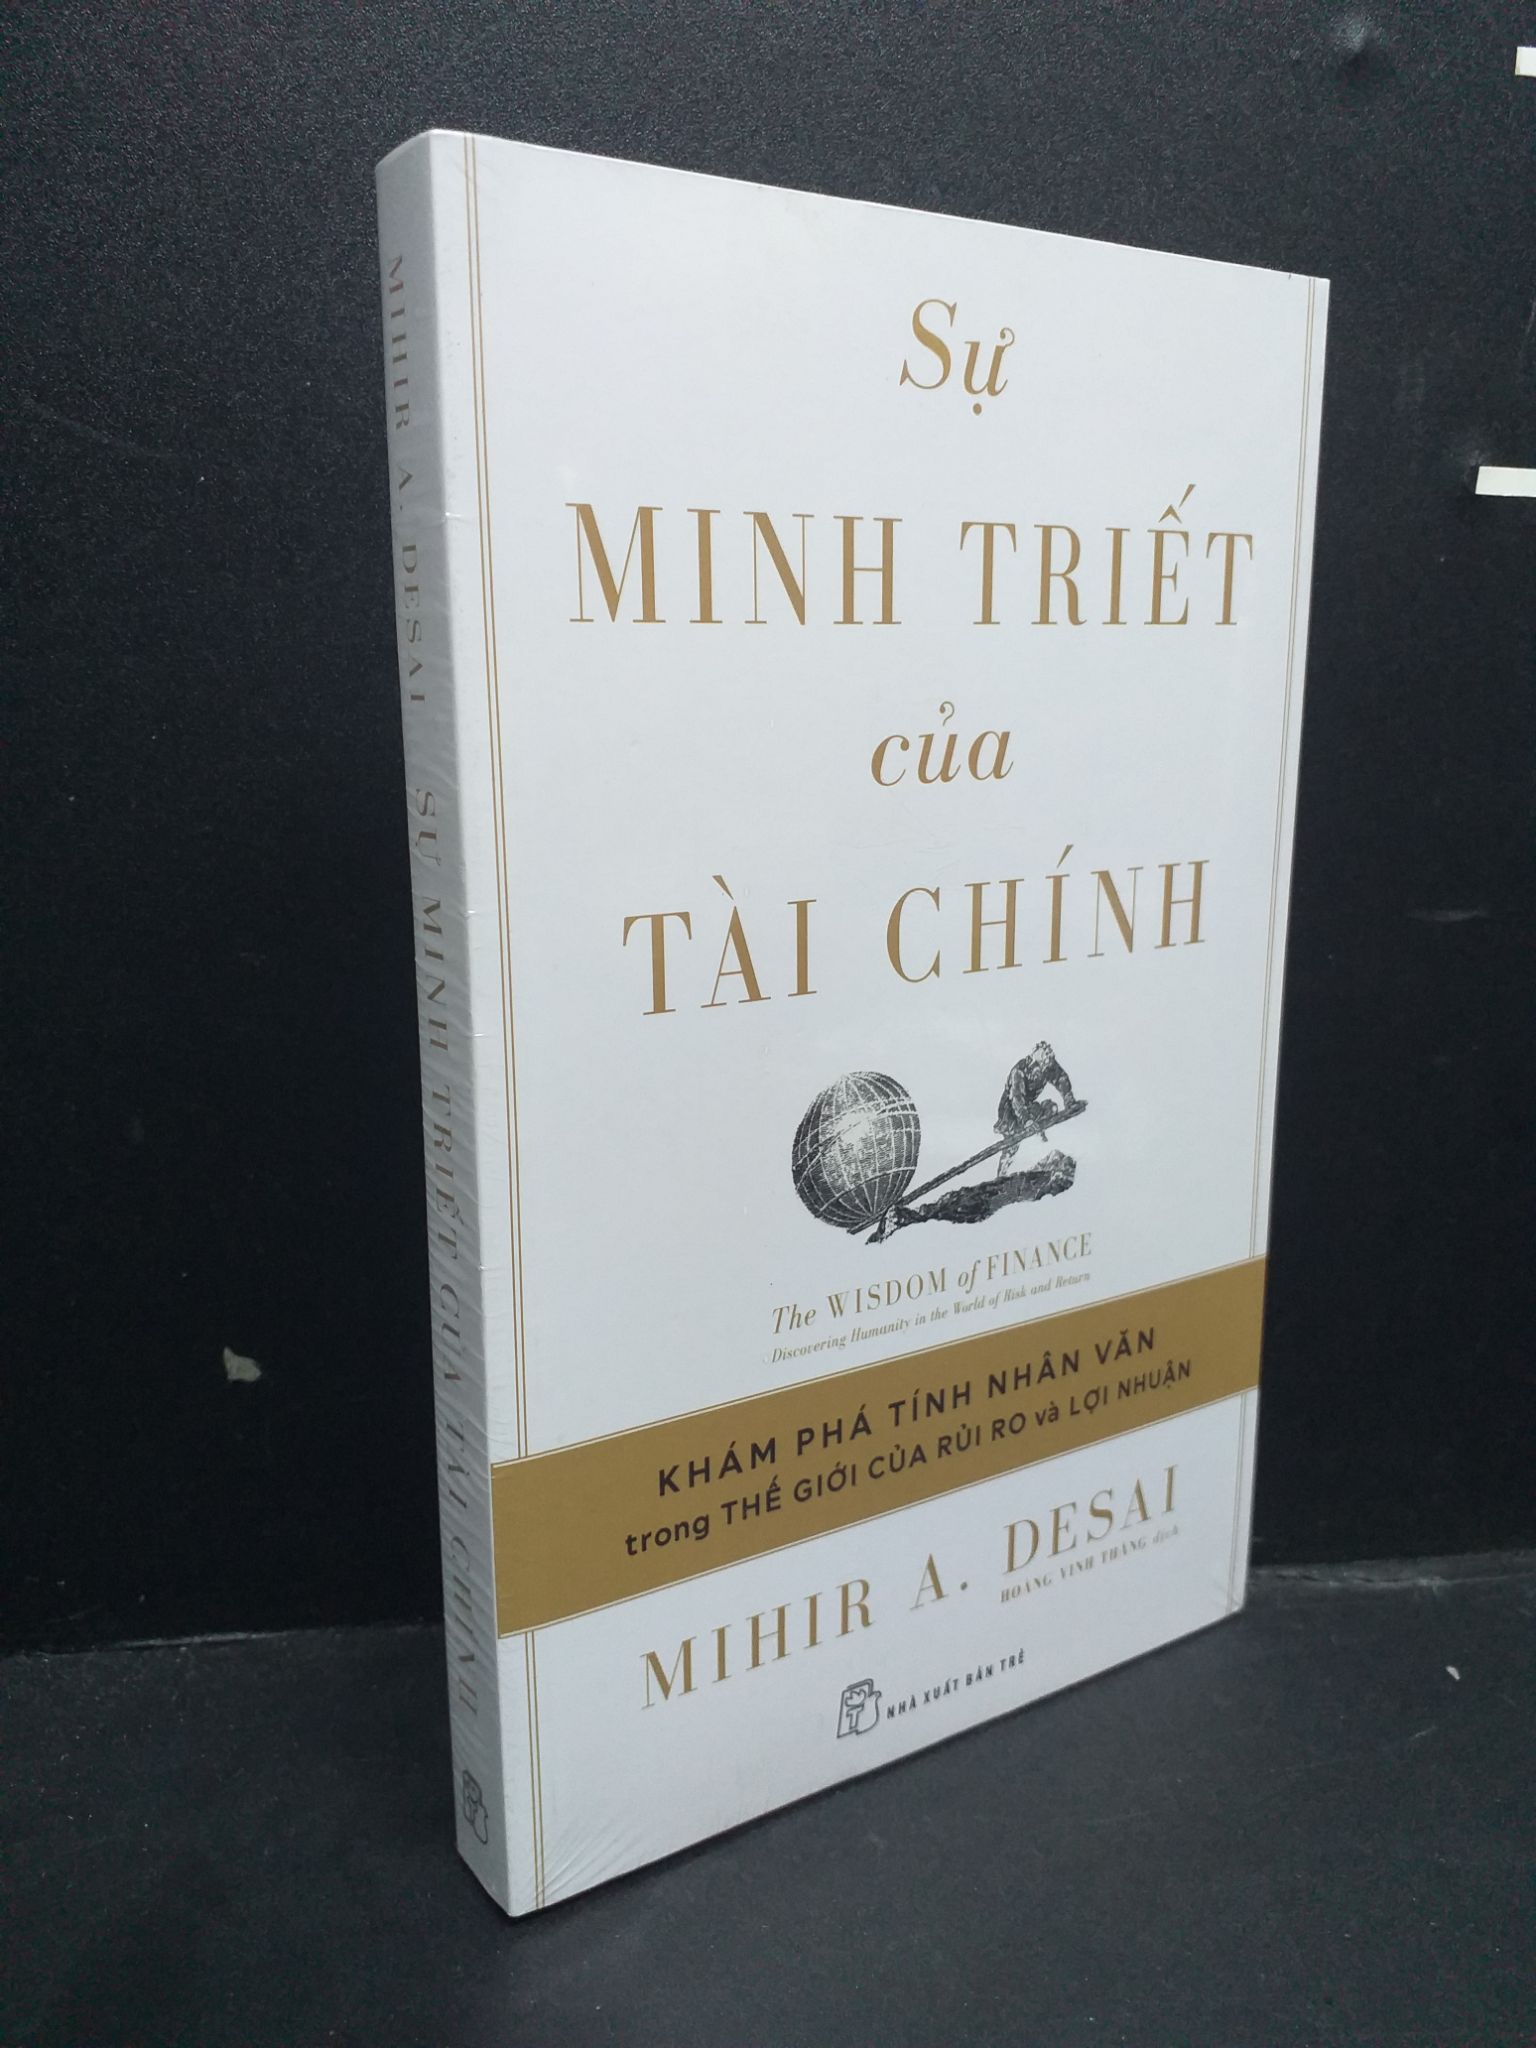 Sự
MINH TRIẾT
của
TÀI CHÍNH
The WISDOM of FINANCE
Discovering Humanity in the World of Risk and Return
KHÁM PHÁ TÍNH NHÂN VĂN
trong THẾ GIỚI CỦA RỦI RO và LỢI NHUẬN
MIHIR A. DESAI
HOÀNG VINH THẮNG dịch
NHÀ XUẤT BẢN TRẺ
MIHIR A. DESAI SỰ MINH TRIẾT CỦA TÀI CHÍNH